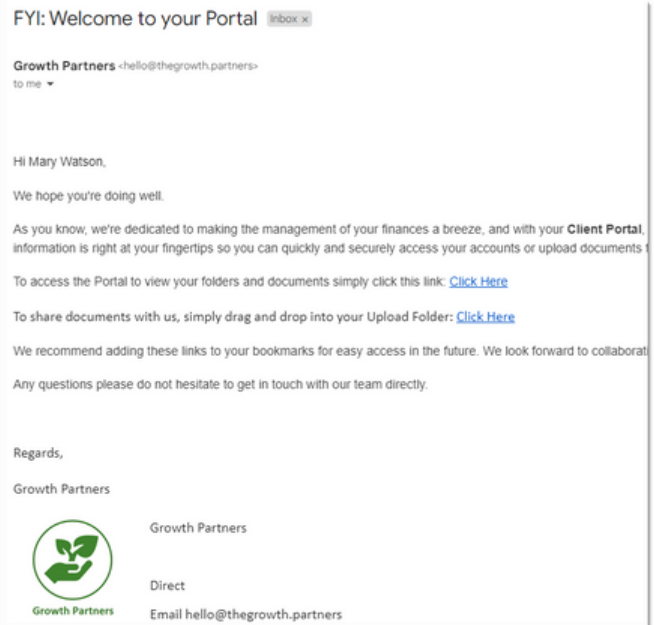 FYI: Welcome to your Portal Inbox x
Growth Partners <hello@thegrowth.partners>
to me
Hi Mary Watson,
We hope you're doing well.
As you know, we're dedicated to making the management of your finances a breeze, and with your Client Portal,
information is right at your fingertips so you can quickly and securely access your accounts or upload documents
To access the Portal to view your folders and documents simply click this link: Click Here
To share documents with us, simply drag and drop into your Upload Folder: Click Here
We recommend adding these links to your bookmarks for easy access in the future. We look forward to collaborati
Any questions please do not hesitate to get in touch with our team directly.
Regards,
Growth Partners
Growth Partners
Direct
Email hello@thegrowth.partners
Growth Partners